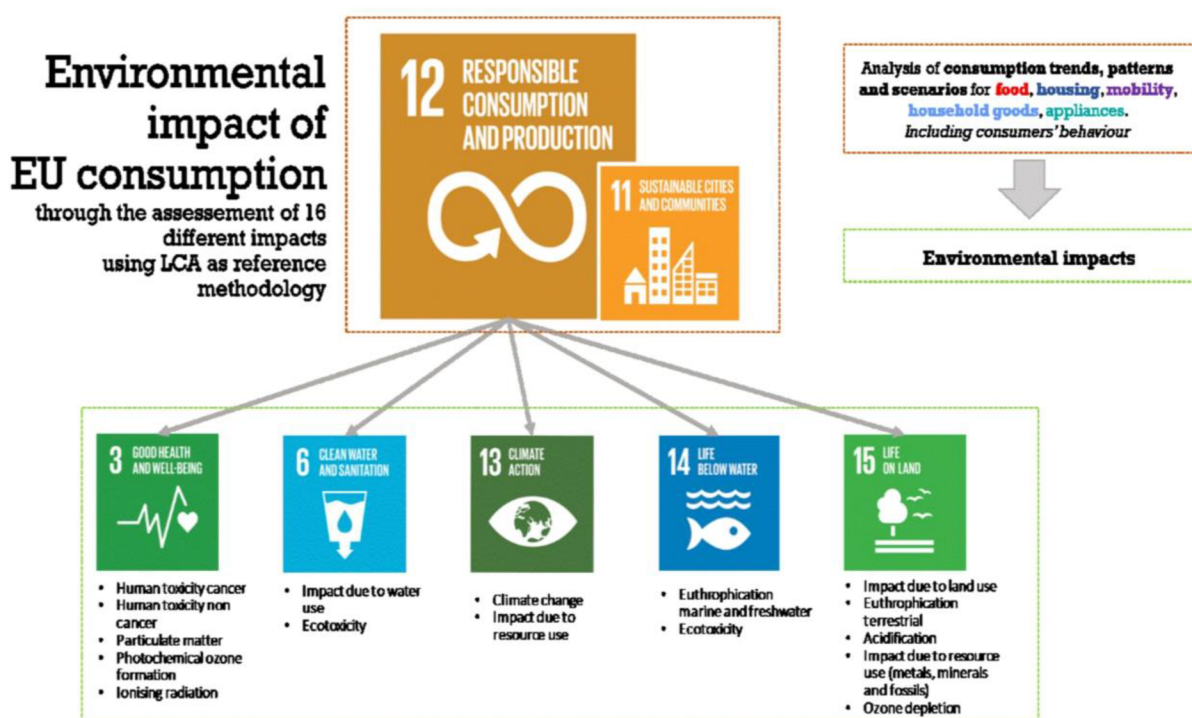 Environmental
impact of
EU consumption
through the assessement of 16
different impacts
using LCA as reference
methodology
12 RESPONSIBLE
CONSUMPTION
AND PRODUCTION
11 SUSTAINABLE CITIES
AND COMMUNITIES
Analysis of consumption trends, patterns
and scenarios for food, housing, mobility,
household goods, appliances.
Including consumers' behaviour
Environmental impacts
3 GOOD HEALTH
AND WELL-BEING
• Human toxicity cancer
• Human toxicity non
cancer
• Particulate matter
• Photochemical ozone
formation
• Ionising radiation
6 CLEAN WATER
AND SANITATION
• Impact due to water
use
• Ecotoxicity
13 CLIMATE
ACTION
• Climate change
• Impact due to
resource use
14 LIFE
BELOW WATER
• Euthrophication
marine and freshwater
• Ecotoxicity
15 LIFE
ON LAND
• Impact due to land use
• Euthrophication
terrestrial
• Acidification
• Impact due to resource
use (metals, minerals
and fossils)
• Ozone depletion